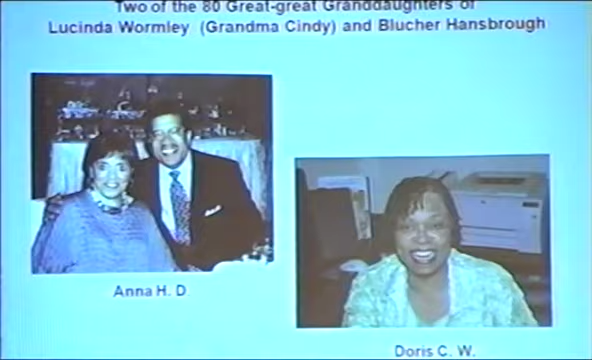 Two of the 80 Great-great Granddaughters of
Lucinda Wormley (Grandma Cindy) and Blucher Hansbrough
Anna H. D
Doris C. W.